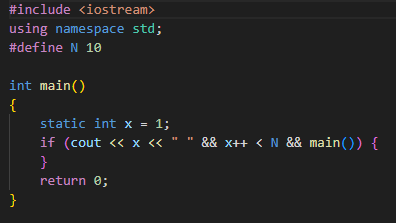 #include <iostream>
using namespace std;
#define N 10

int main()
{
    static int x = 1;
    if (cout << x << " " && x++ < N && main()) {
    }
    return 0;
}